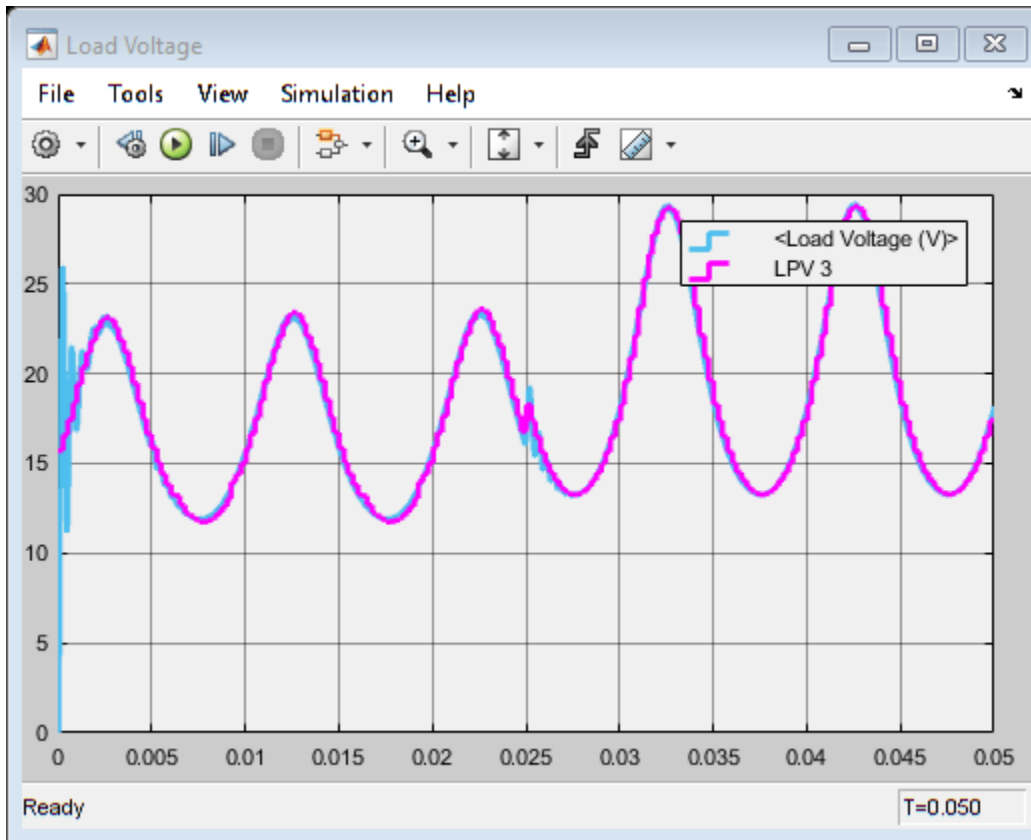 Load Voltage
File Tools View Simulation Help
30
25
20
15
10
5
0
<Load Voltage (V)>
LPV 3
0 0.005 0.01 0.015 0.02 0.025 0.03 0.035 0.04 0.045 0.05
Ready T=0.050